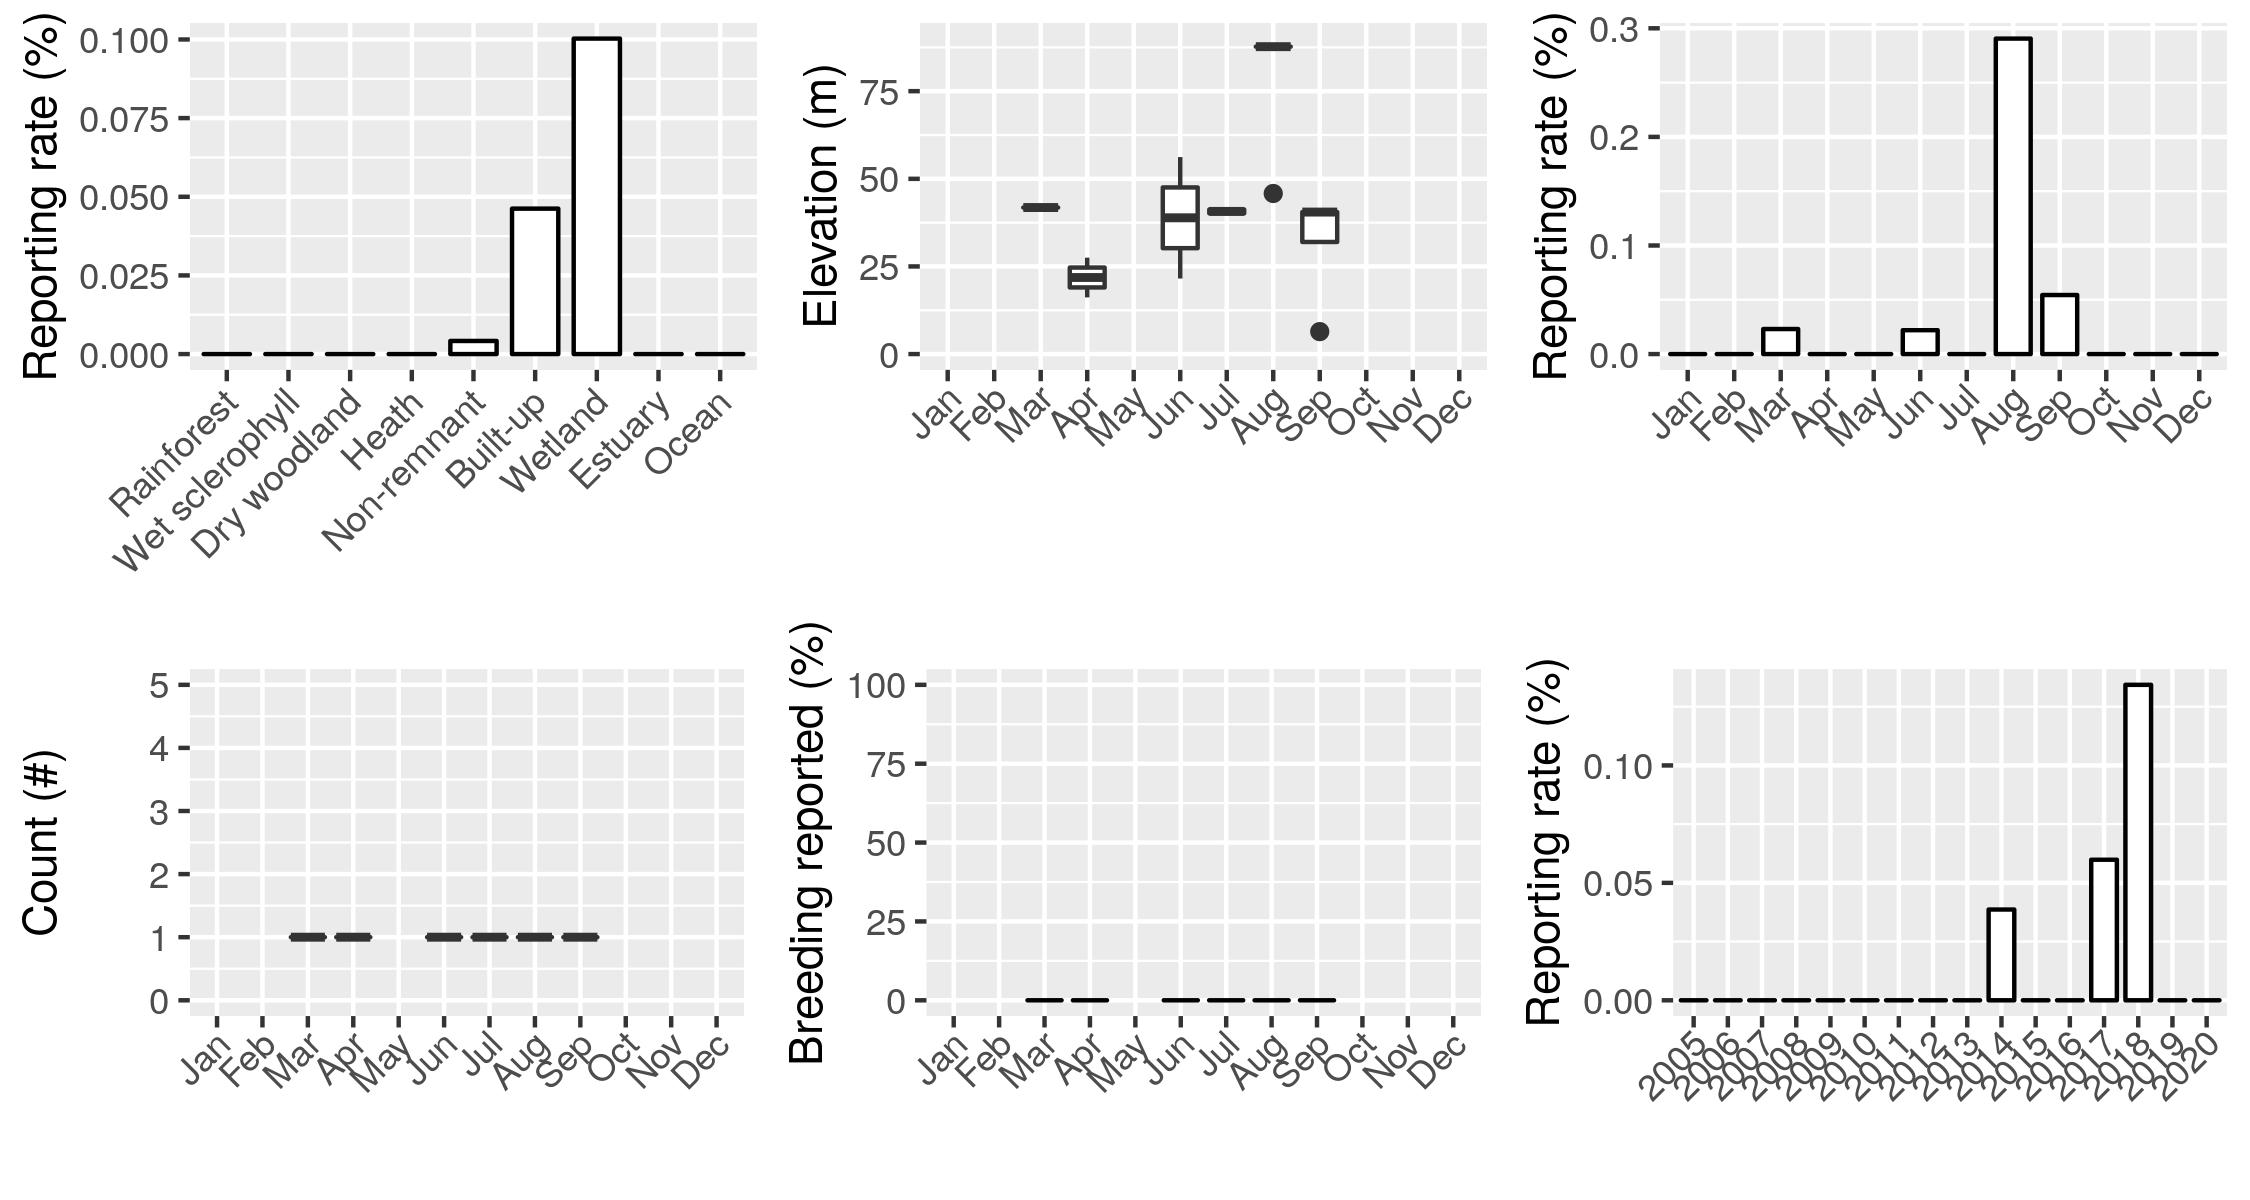 Reporting rate (%)
0.100
0.075
0.050
0.025
0.000
Rainforest
Wet sclerophyll
Dry woodland
Heath
Non-remnant
Built-up
Wetland
Estuary
Ocean
Elevation (m)
75
50
25
0
Jan
Feb
Mar
Apr
May
Jun
Jul
Aug
Sep
Oct
Nov
Dec
Reporting rate (%)
0.3
0.2
0.1
0.0
Jan
Feb
Mar
Apr
May
Jun
Jul
Aug
Sep
Oct
Nov
Dec
Count (#)
5
4
3
2
1
0
Jan
Feb
Mar
Apr
May
Jun
Jul
Aug
Sep
Oct
Nov
Dec
Breeding reported (%)
100
75
50
25
0
Jan
Feb
Mar
Apr
May
Jun
Jul
Aug
Sep
Oct
Nov
Dec
Reporting rate (%)
0.10
0.05
0.00
2005
2006
2007
2008
2009
2010
2011
2012
2013
2014
2015
2016
2017
2018
2019
2020